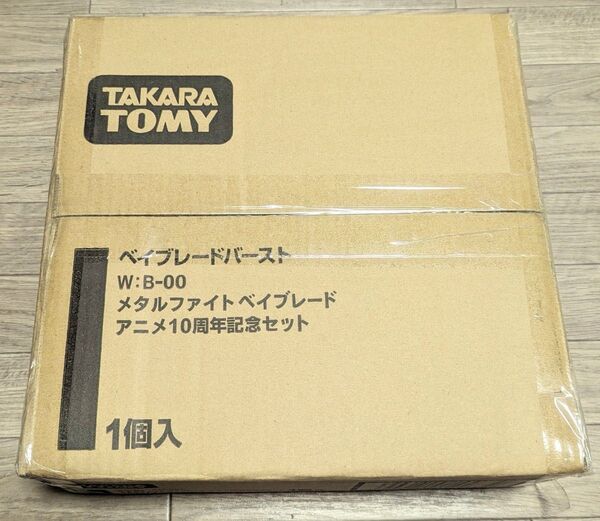 TAKARA
TOMY
ベイブレードバースト
W:B-00
メタルファイト ベイブレード
アニメ10周年記念セット
1個入